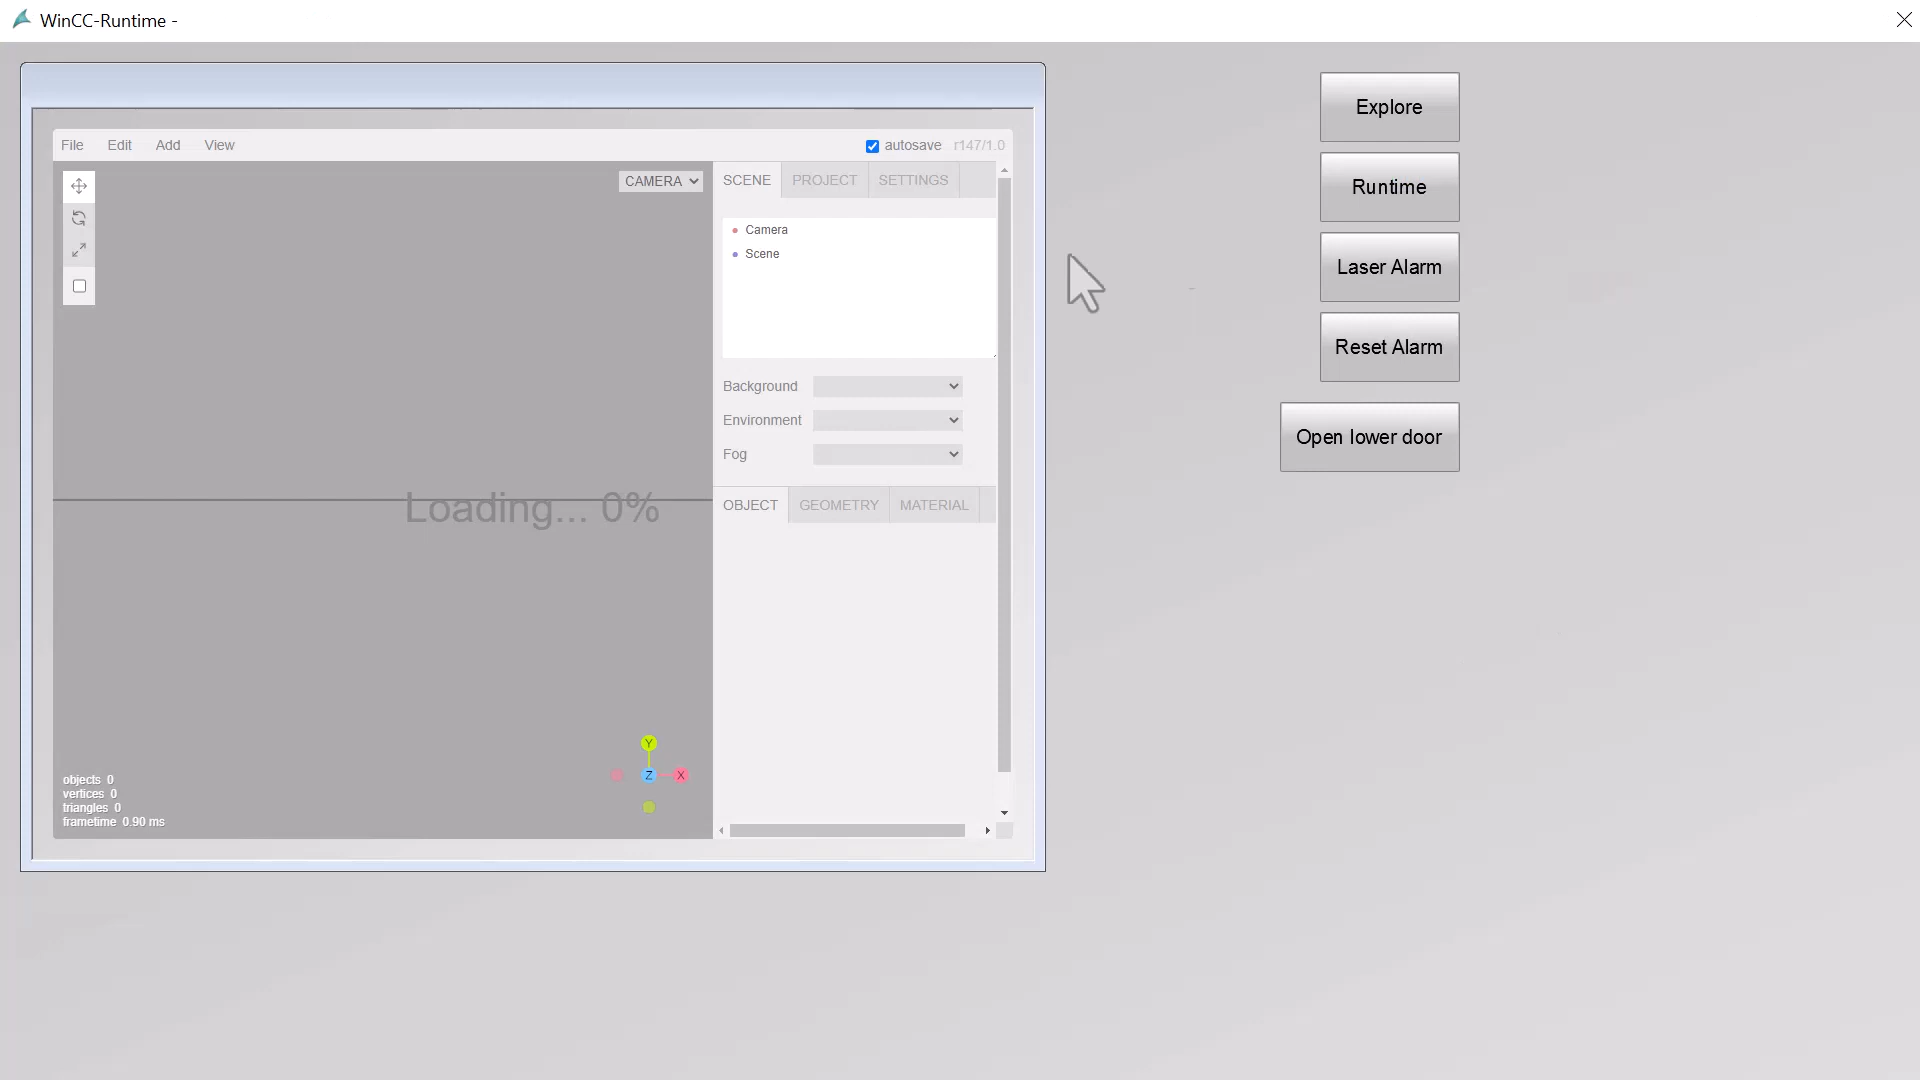 WinCC-Runtime -
File Edit Add View autosave r147/1.0
CAMERA
SCENE PROJECT SETTINGS
Camera
Scene
Background
Environment
Fog
Loading... 0%
OBJECT GEOMETRY MATERIAL
Y
Z X
objects 0
vertices 0
triangles 0
frametime 0.90 ms
Explore
Runtime
Laser Alarm
Reset Alarm
Open lower door